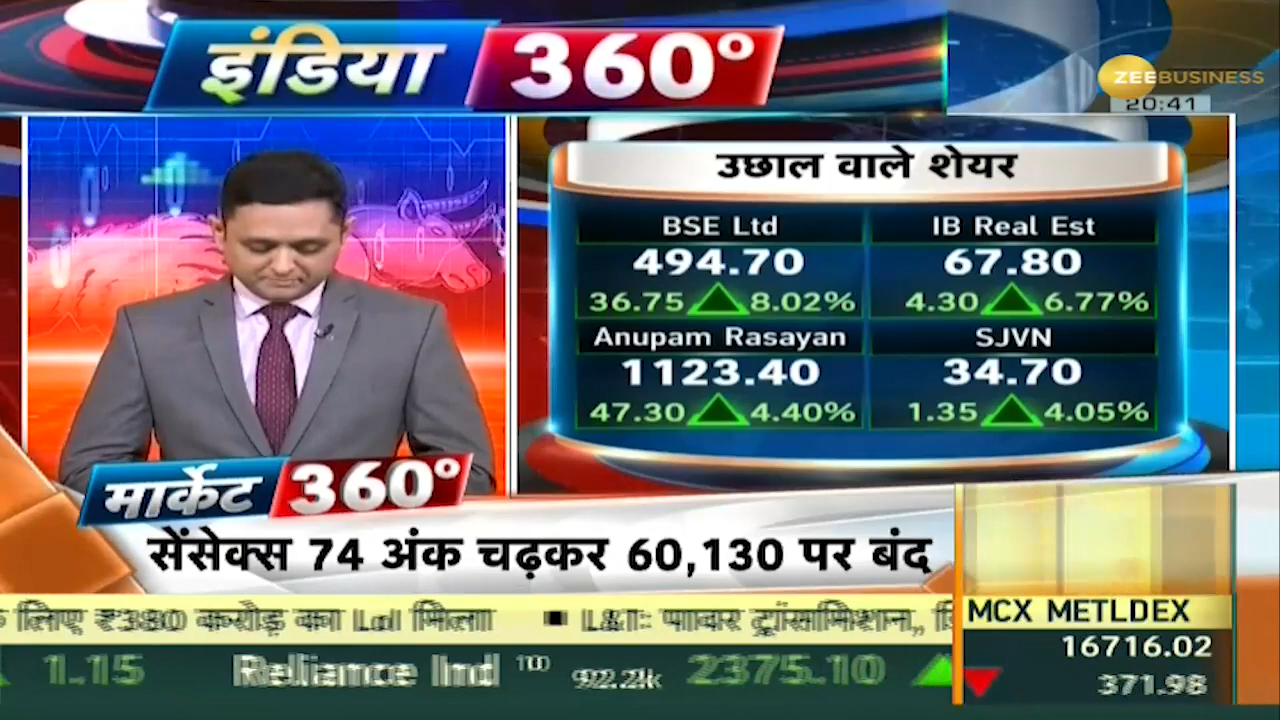 इंडिया 360°
ZEEBUSINESS
20:41
उछाल वाले शेयर
BSE Ltd
494.70
36.75 8.02%
IB Real Est
67.80
4.30 6.77%
Anupam Rasayan
1123.40
47.30 4.40%
SJVN
34.70
1.35 4.05%
मार्केट 360°
सेंसेक्स 74 अंक चढ़कर 60,130 पर बंद
लिए ₹380 करोड़ का LoI मिला ■ L&T: पावर ट्रांसमिशन,
1.15 Reliance Ind 2375.10
MCX METLDEX
16716.02
371.98